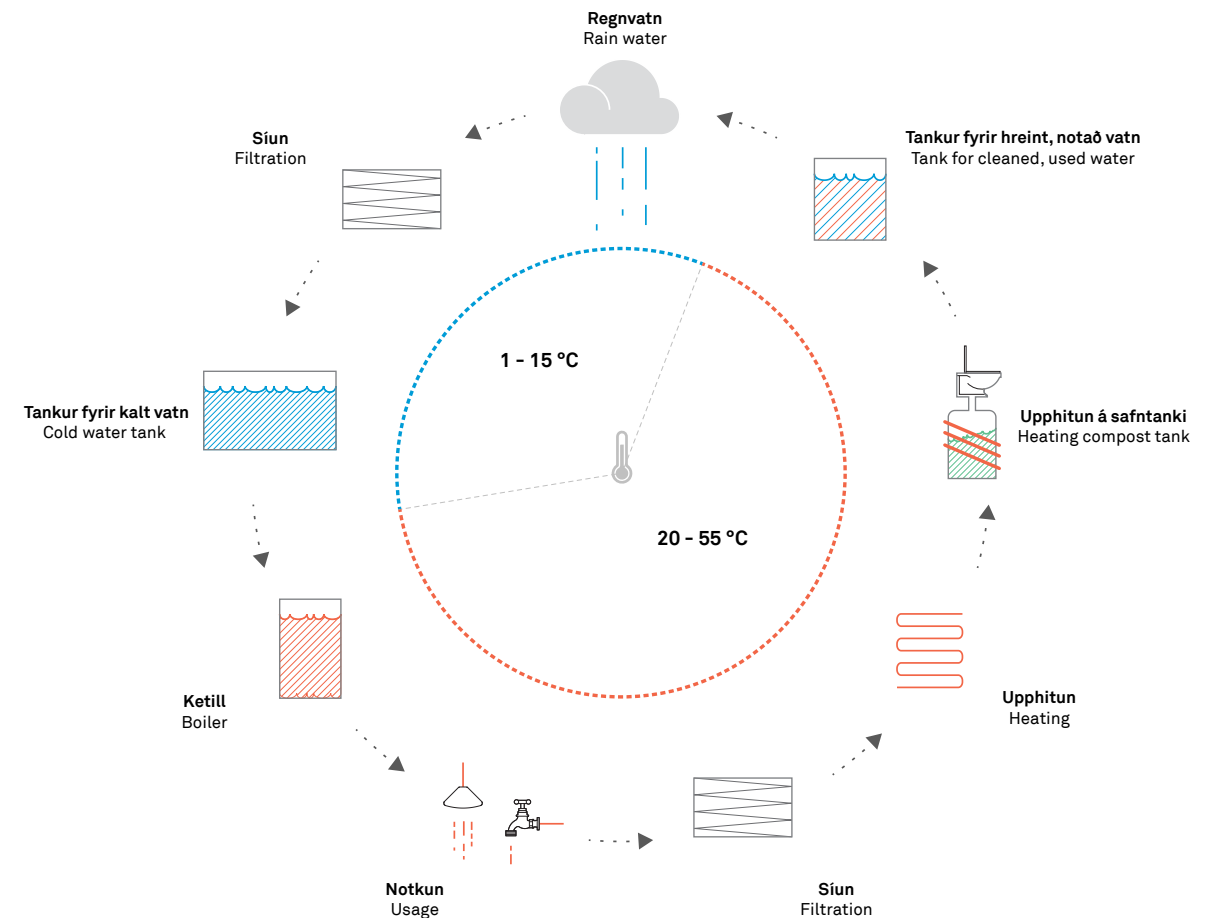 Regnvatn
Rain water
Síun
Filtration
Tankur fyrir hreint, notað vatn
Tank for cleaned, used water
1 - 15 °C
Tankur fyrir kalt vatn
Cold water tank
Upphitun á safntanki
Heating compost tank
20 - 55 °C
Ketill
Boiler
Upphitun
Heating
Notkun
Usage
Síun
Filtration